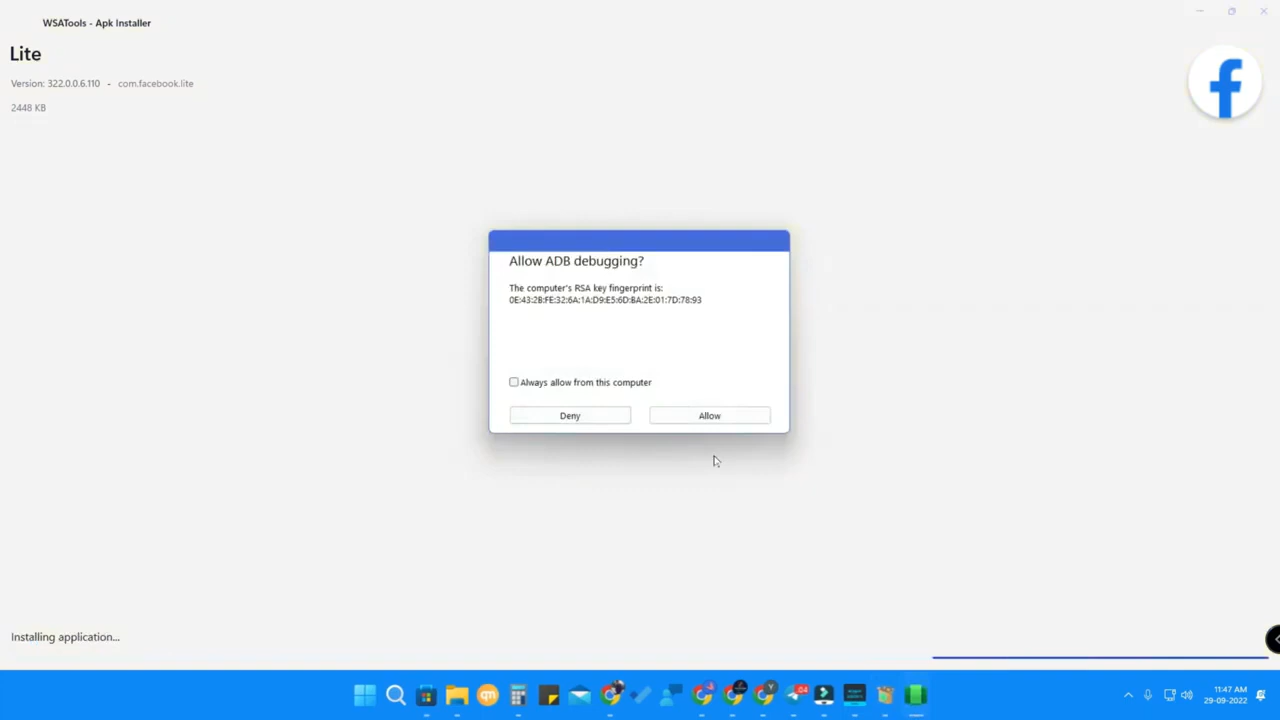 WSATools - Apk Installer
Lite
Version: 322.0.0.6.110 - com.facebook.lite
2448 KB
Allow ADB debugging?
The computer's RSA key fingerprint is:
0E:43:2B:FE:32:6A:1A:D9:E5:6D:BA:2E:01:7D:78:93
Always allow from this computer
Deny
Allow
Installing application...
11:47 AM
29-09-2022